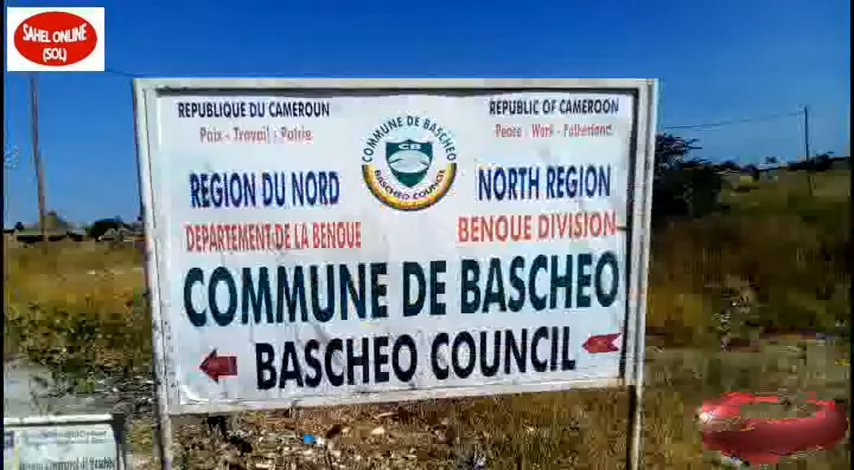 SAHEL ONLINE
(SOL)
REPUBLIQUE DU CAMEROUN
Paix - Travail - Patrie
REPUBLIC OF CAMEROON
Peace - Work - Fatherland
COMMUNE DE BASCHEO
CB
BASCHEO COUNCIL
REGION DU NORD
NORTH REGION
DEPARTEMENT DE LA BENOUE
BENOUE DIVISION
COMMUNE DE BASCHEO
BASCHEO COUNCIL